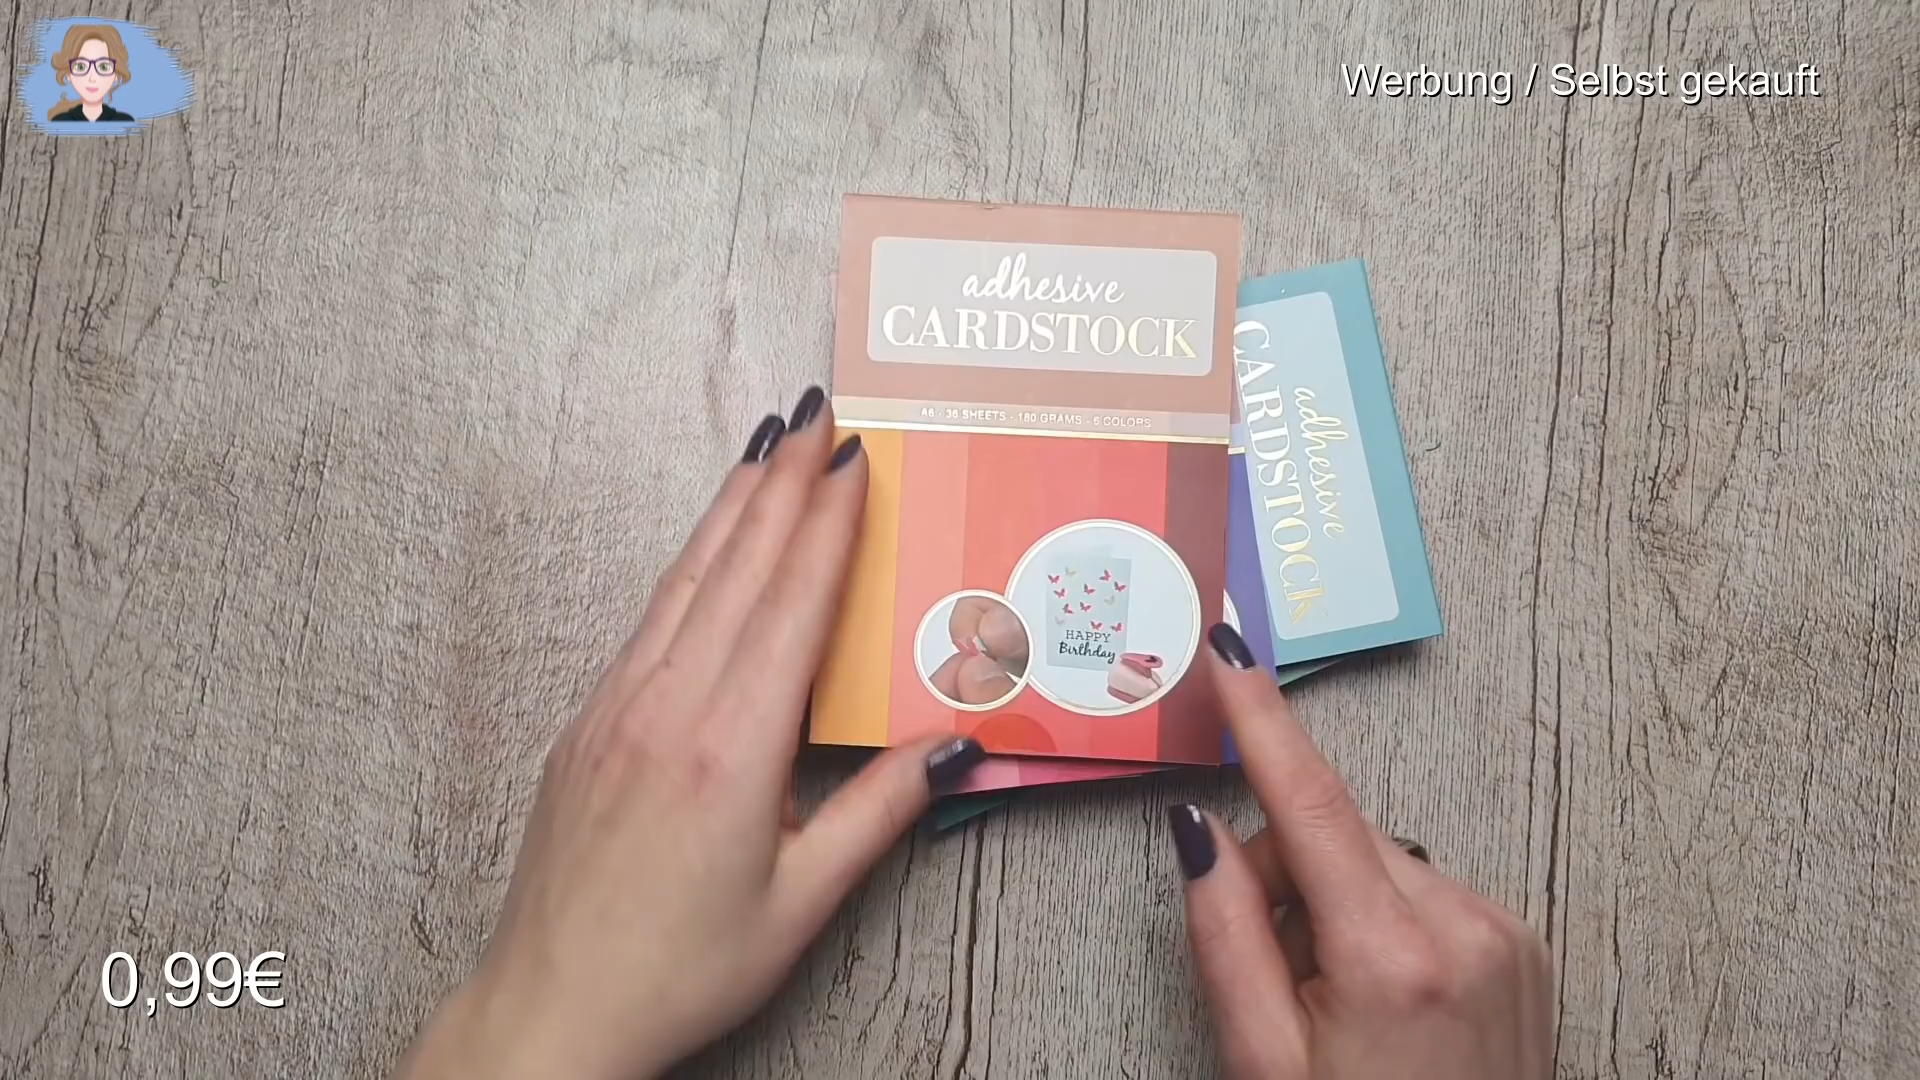 Werbung / Selbst gekauft
adhesive
CARDSTOCK
A6 - 36 SHEETS - 180 GRAMS - 6 COLORS
HAPPY
Birthday
adhesive
CARDSTOCK
0,99€